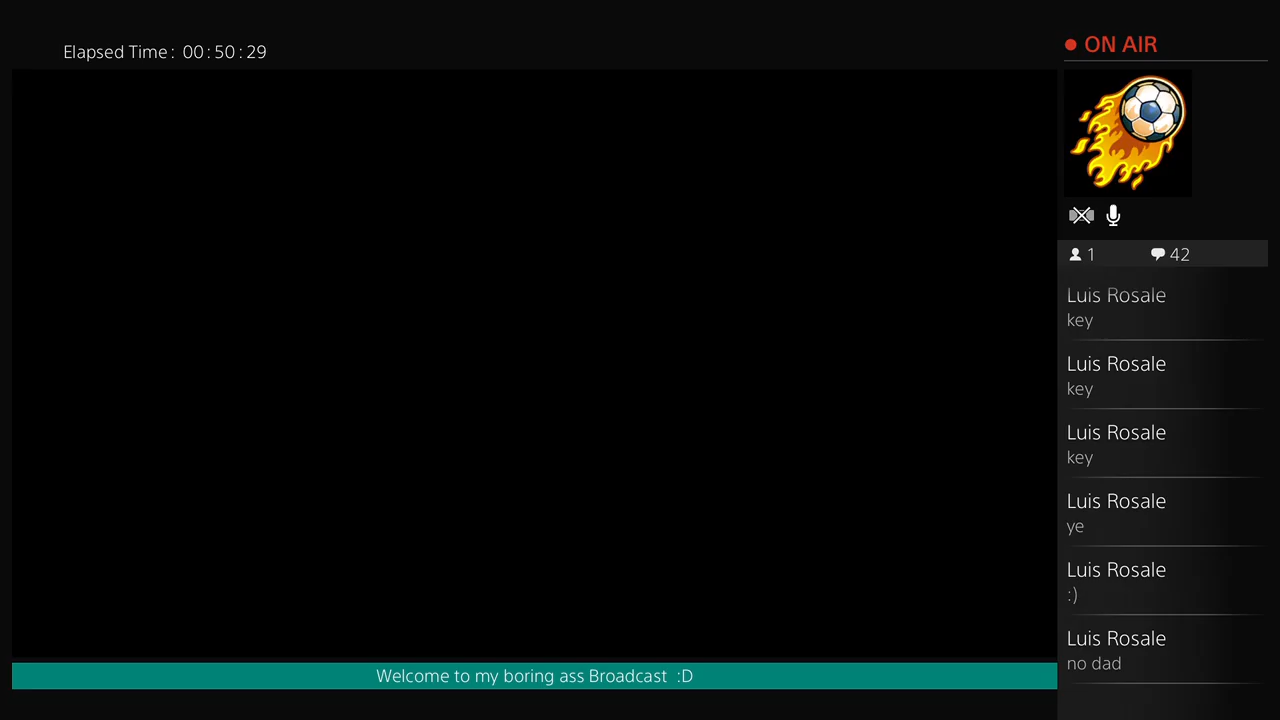 Elapsed Time: 00:50:29
ON AIR
1 42
Luis Rosale
key
Luis Rosale
key
Luis Rosale
key
Luis Rosale
ye
Luis Rosale
:)
Luis Rosale
no dad
Welcome to my boring ass Broadcast :D